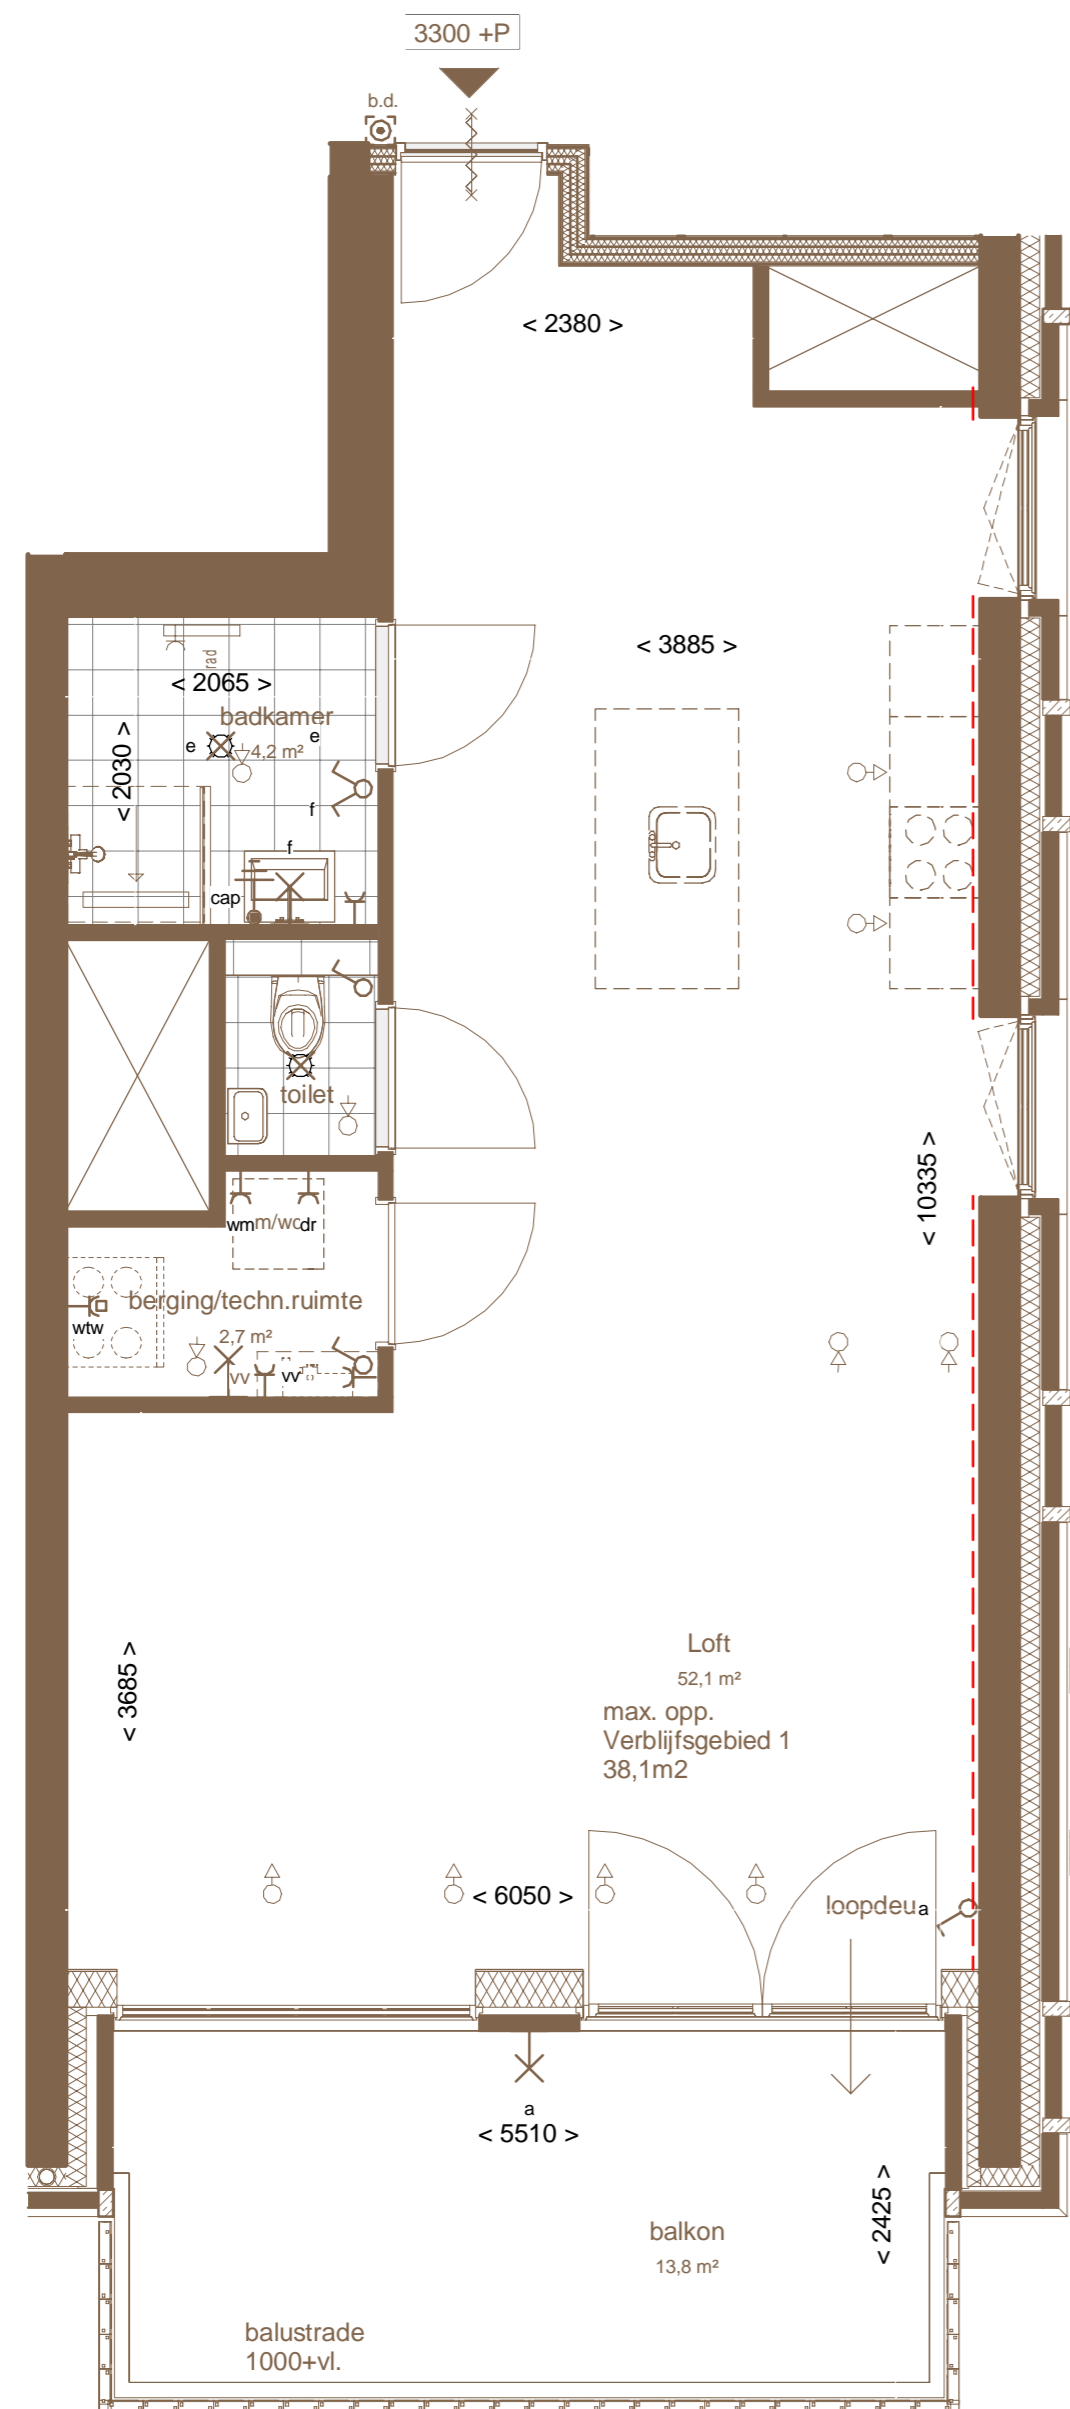 3300 +P
b.d.
< 2380 >
< 3885 >
rad
< 2065 >
badkamer
e
e
4,2 m²
< 2030 >
f
f
cap
toilet
< 10335 >
wm
dr
berging/techn.ruimte
wtw
2,7 m²
vv
vv
Loft
52,1 m²
< 3685 >
max. opp.
Verblijfsgebied 1
38,1m2
< 6050 >
loopdeu
a
a
< 5510 >
< 2425 >
balkon
13,8 m²
balustrade
1000+vl.